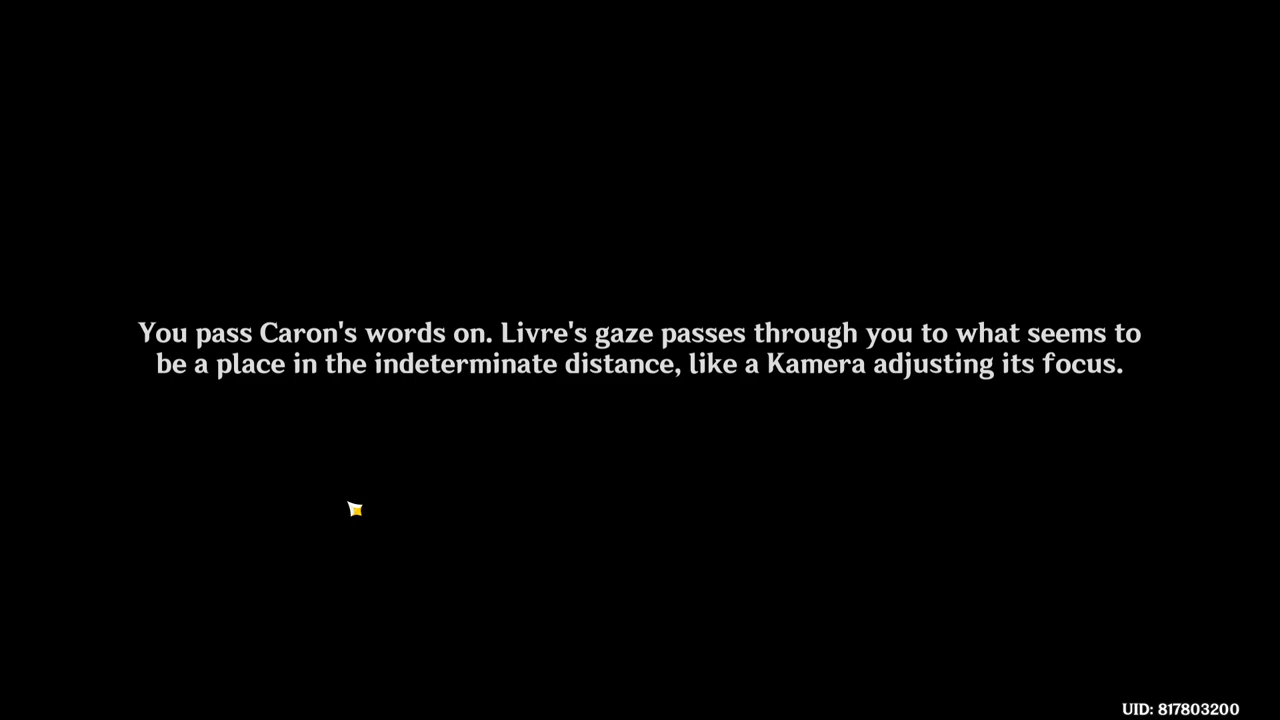 You pass Caron's words on. Livre's gaze passes through you to what seems to
be a place in the indeterminate distance, like a Kamera adjusting its focus.
UID: 817803200